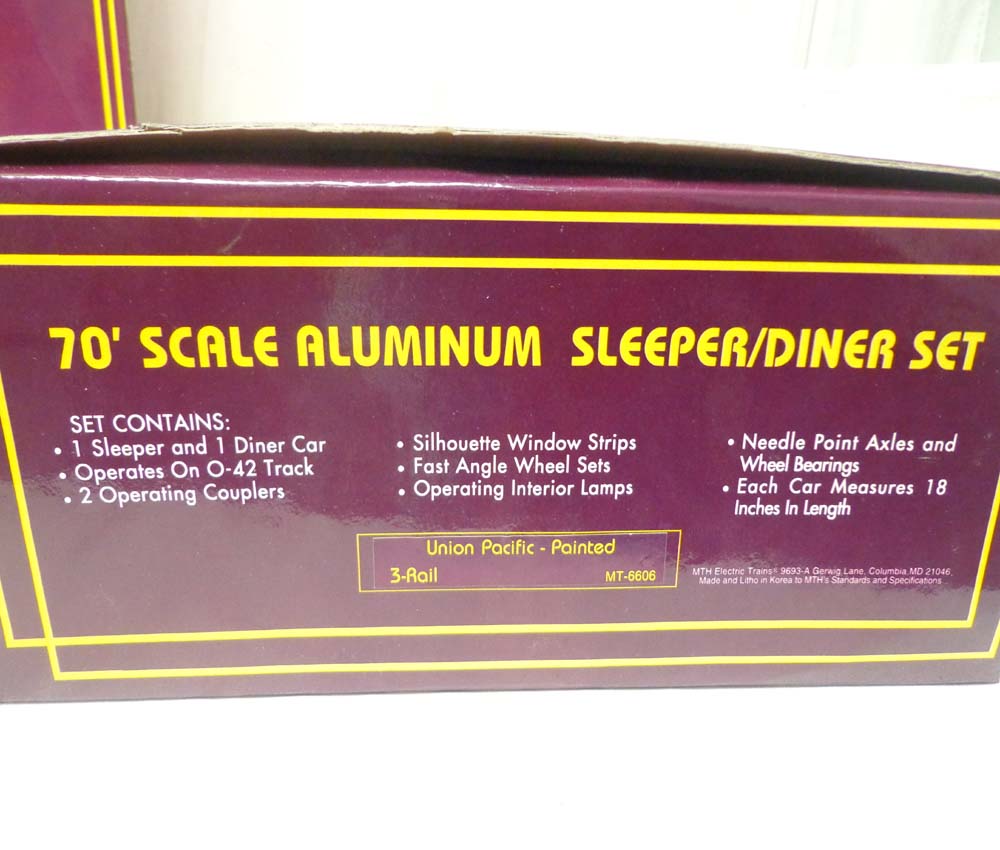 70' SCALE ALUMINUM SLEEPER/DINER SET
SET CONTAINS:
• 1 Sleeper and 1 Diner Car
• Operates On O-42 Track
• 2 Operating Couplers
• Silhouette Window Strips
• Fast Angle Wheel Sets
• Operating Interior Lamps
• Needle Point Axles and
Wheel Bearings
• Each Car Measures 18
Inches In Length
Union Pacific - Painted
3-Rail MT-6606
MTH Electric Trains® 9693-A Gerwig Lane, Columbia, MD 21046,
Made and Litho in Korea to MTH's Standards and Specifications